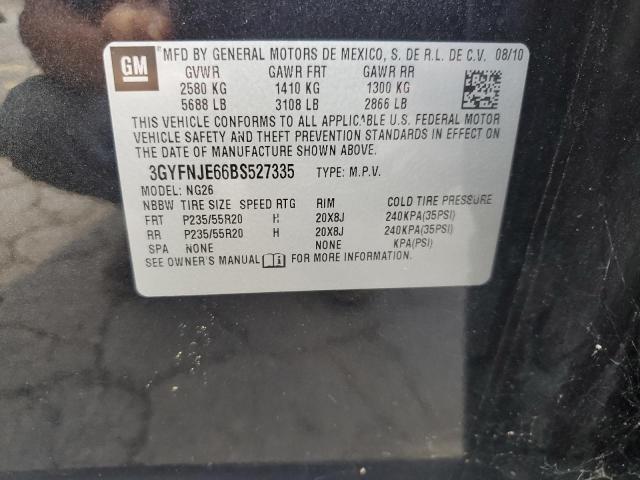 GM MFD BY GENERAL MOTORS DE MEXICO, S. DE R.L. DE C.V. 08/10
GVWR GAWR FRT GAWR RR
2580 KG 1410 KG 1300 KG
5688 LB 3108 LB 2866 LB
THIS VEHICLE CONFORMS TO ALL APPLICABLE U.S. FEDERAL MOTOR
VEHICLE SAFETY AND THEFT PREVENTION STANDARDS IN EFFECT ON THE
DATE OF MANUFACTURE SHOWN ABOVE.
3GYFNJE66BS527335 TYPE: M.P.V.
MODEL: NG26
NBBW TIRE SIZE SPEED RTG RIM COLD TIRE PRESSURE
FRT P235/55R20 H 20X8J 240KPA(35PSI)
RR P235/55R20 H 20X8J 240KPA(35PSI)
SPA NONE NONE KPA(PSI)
SEE OWNER'S MANUAL FOR MORE INFORMATION.